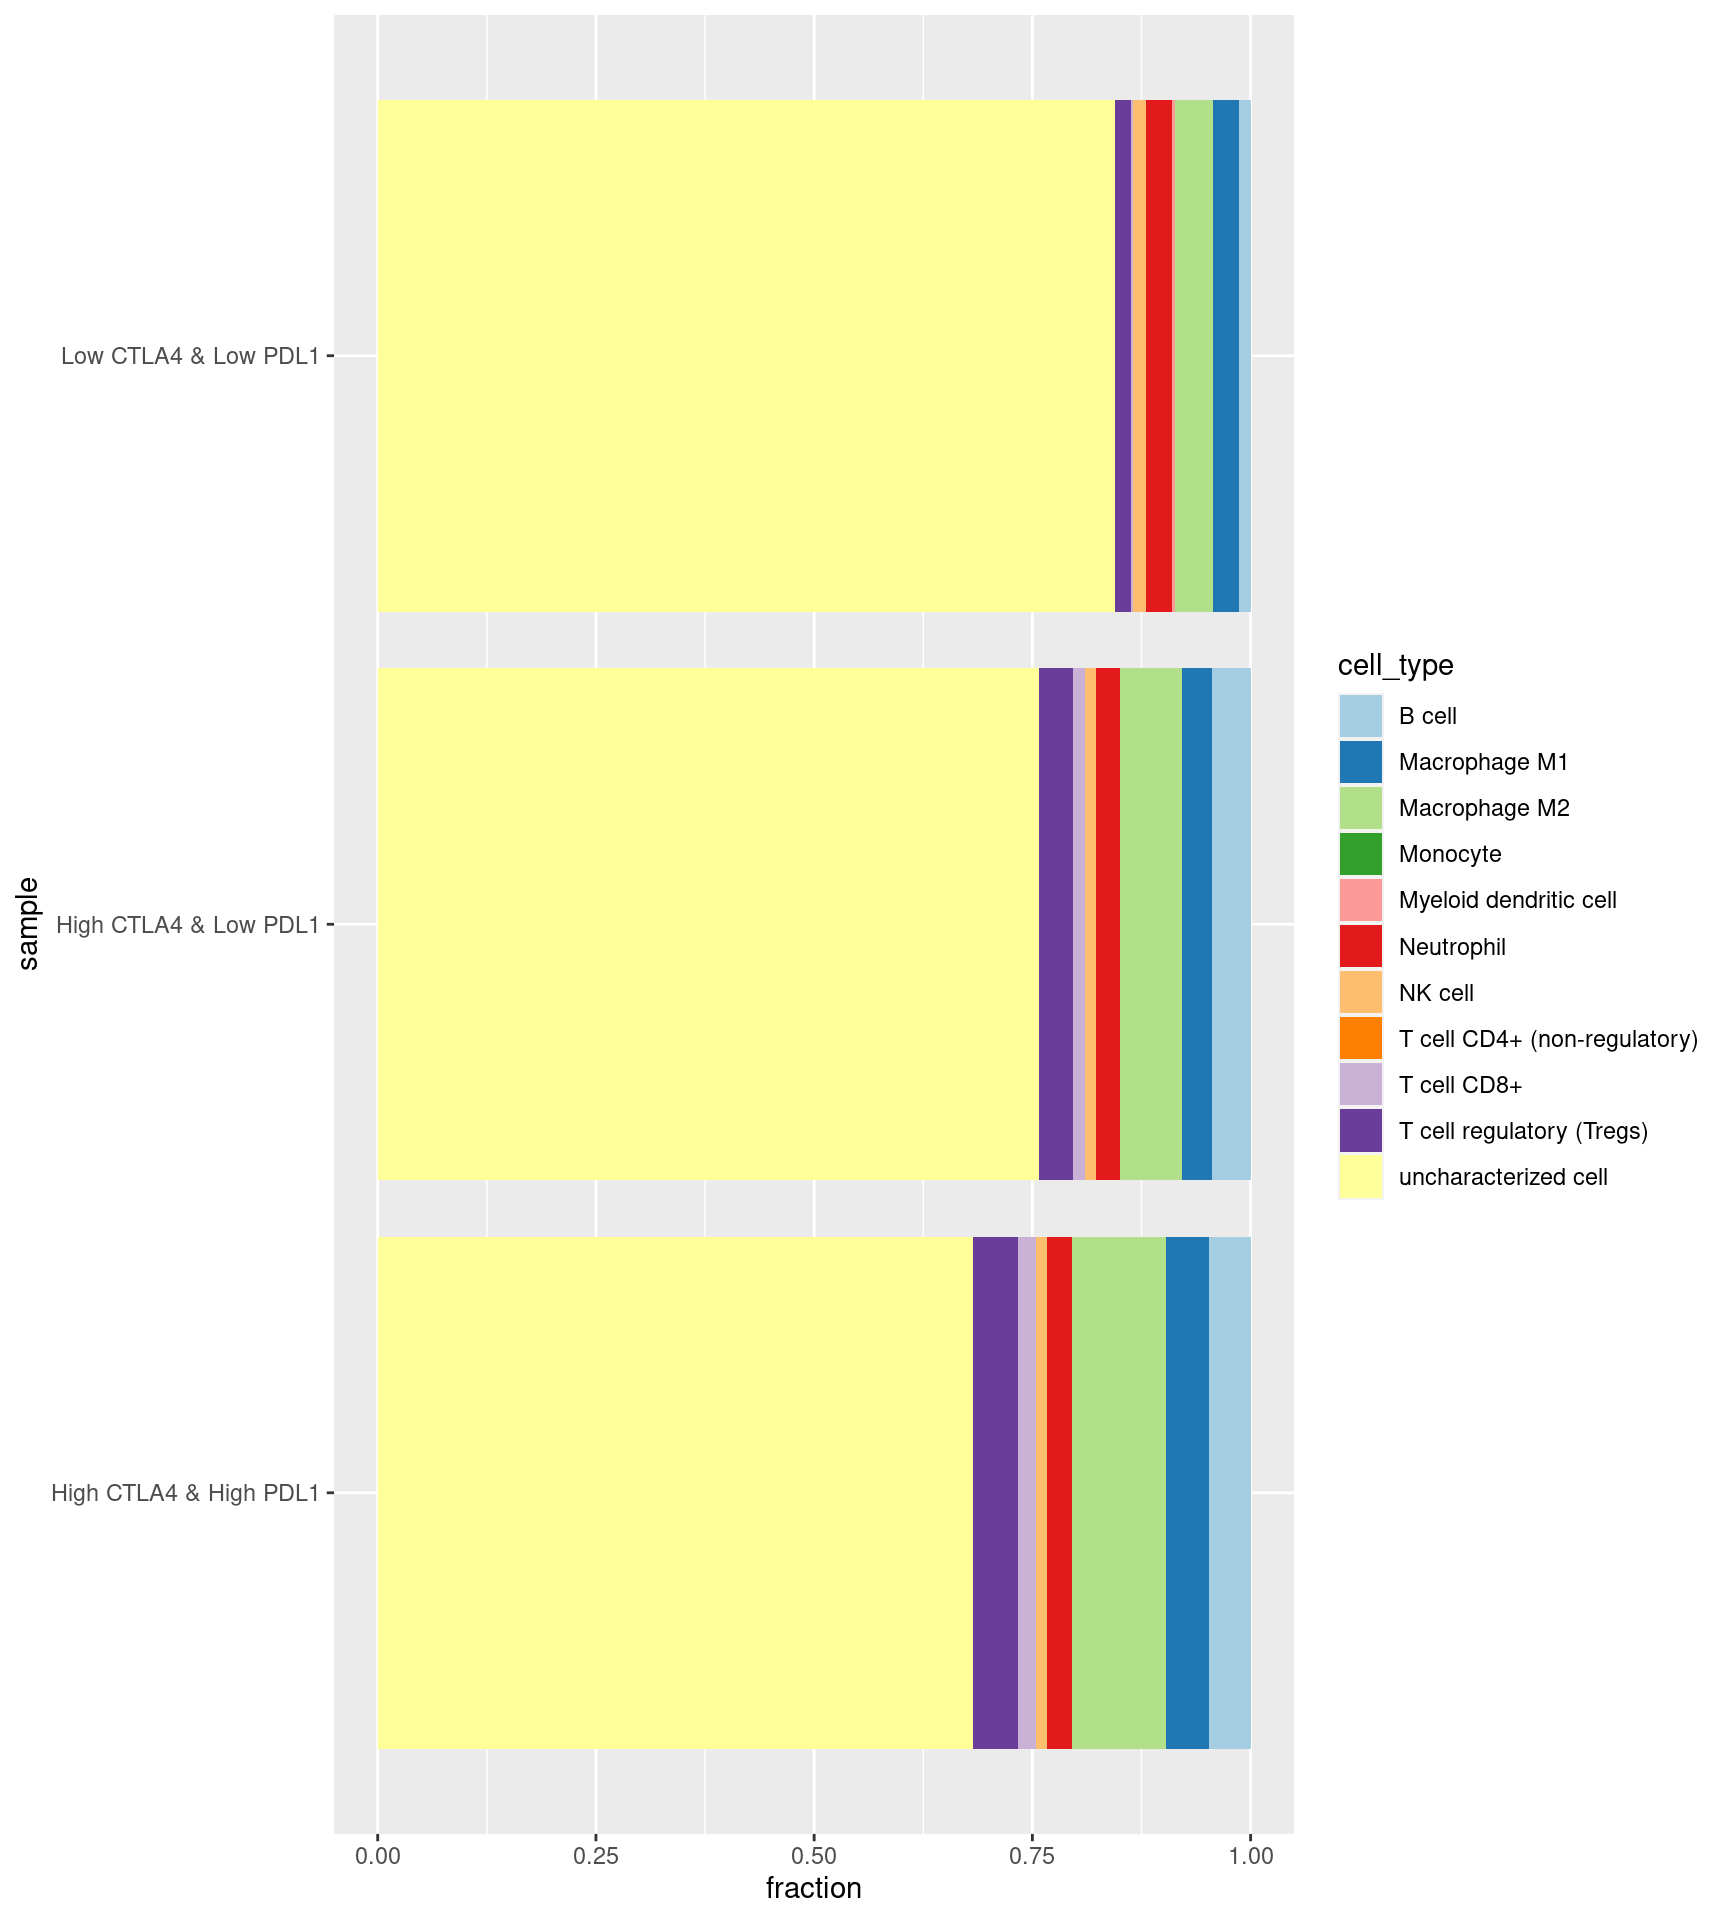 Low CTLA4 & Low PDL1
High CTLA4 & Low PDL1
High CTLA4 & High PDL1
sample
0.00
0.25
0.50
0.75
1.00
fraction
cell_type
B cell
Macrophage M1
Macrophage M2
Monocyte
Myeloid dendritic cell
Neutrophil
NK cell
T cell CD4+ (non-regulatory)
T cell CD8+
T cell regulatory (Tregs)
uncharacterized cell